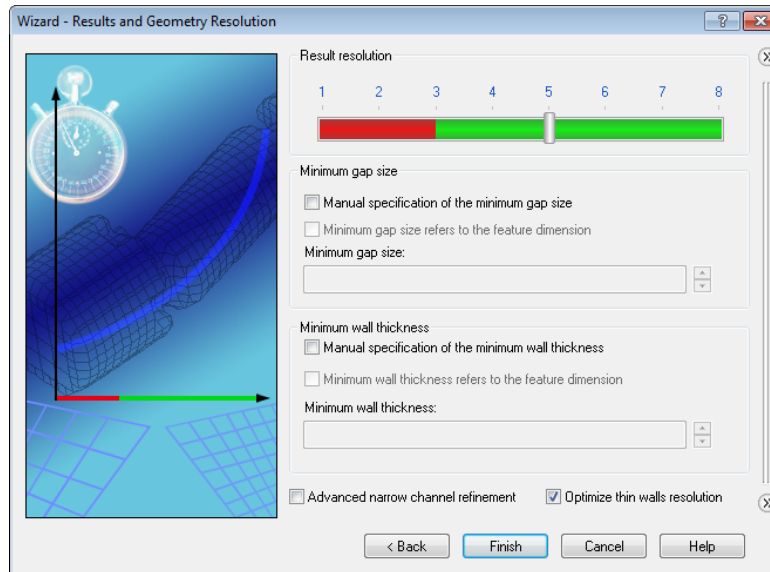 Wizard - Results and Geometry Resolution
Result resolution
1 2 3 4 5 6 7 8
Minimum gap size
Manual specification of the minimum gap size
Minimum gap size refers to the feature dimension
Minimum gap size:
Minimum wall thickness
Manual specification of the minimum wall thickness
Minimum wall thickness refers to the feature dimension
Minimum wall thickness:
Advanced narrow channel refinement Optimize thin walls resolution
< Back Finish Cancel Help